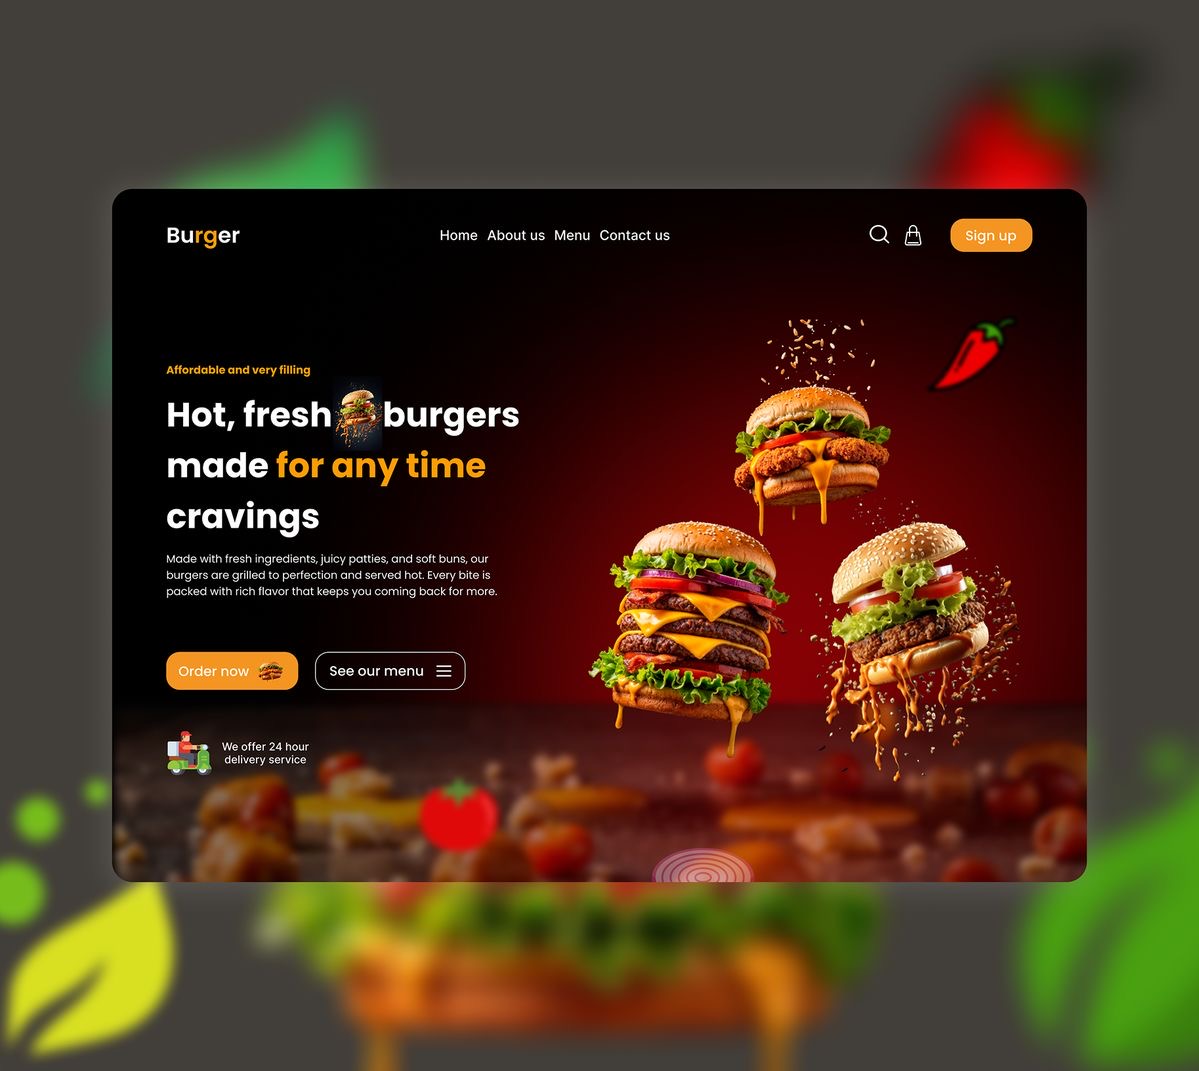 Burger
Home About us Menu Contact us
Sign up
Affordable and very filling
Hot, fresh burgers
made for any time
cravings
Made with fresh ingredients, juicy patties, and soft buns, our
burgers are grilled to perfection and served hot. Every bite is
packed with rich flavor that keeps you coming back for more.
Order now
See our menu
We offer 24 hour
delivery service